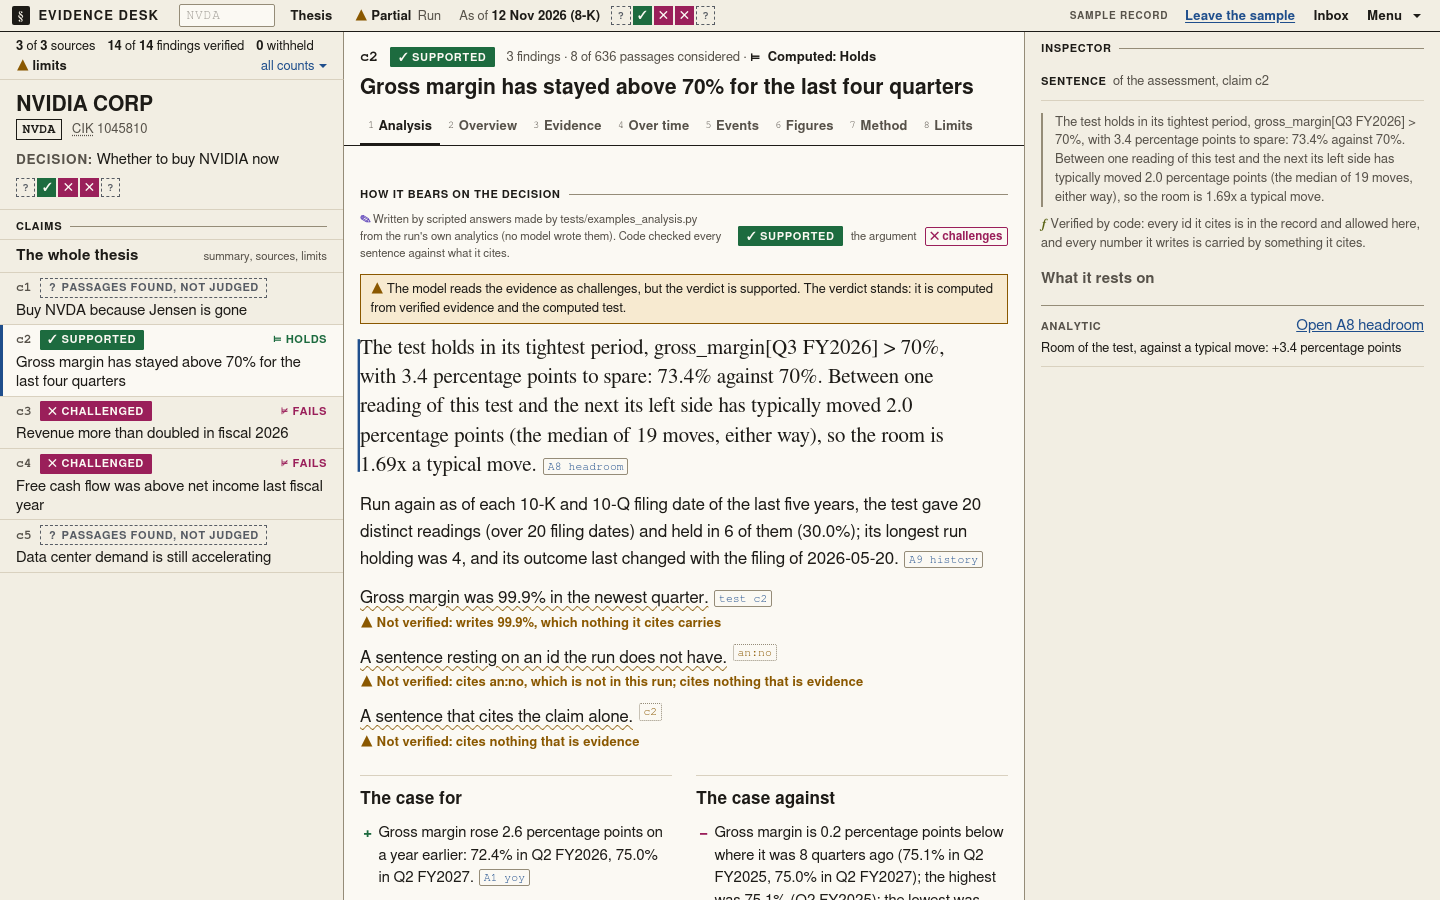 § EVIDENCE DESK NVDA Thesis ▲ Partial Run As of 12 Nov 2026 (8-K) ? ✓ ✕ ✕ ? SAMPLE RECORD Leave the sample Inbox Menu
3 of 3 sources 14 of 14 findings verified 0 withheld
▲ limits all counts
NVIDIA CORP
NVDA CIK 1045810
DECISION: Whether to buy NVIDIA now
? ✓ ✕ ✕ ?
CLAIMS
The whole thesis summary, sources, limits
c1 ? PASSAGES FOUND, NOT JUDGED
Buy NVDA because Jensen is gone
c2 ✓ SUPPORTED ⊨ HOLDS
Gross margin has stayed above 70% for the
last four quarters
c3 ✕ CHALLENGED ⊭ FAILS
Revenue more than doubled in fiscal 2026
c4 ✕ CHALLENGED ⊭ FAILS
Free cash flow was above net income last fiscal
year
c5 ? PASSAGES FOUND, NOT JUDGED
Data center demand is still accelerating
c2 ✓ SUPPORTED 3 findings · 8 of 636 passages considered · ⊨ Computed: Holds
Gross margin has stayed above 70% for the last four quarters
1 Analysis 2 Overview 3 Evidence 4 Over time 5 Events 6 Figures 7 Method 8 Limits
HOW IT BEARS ON THE DECISION
✎ Written by scripted answers made by tests/examples_analysis.py
from the run's own analytics (no model wrote them). Code checked every
sentence against what it cites.
✓ SUPPORTED the argument ✕ challenges
▲ The model reads the evidence as challenges, but the verdict is supported. The verdict stands: it is computed
from verified evidence and the computed test.
The test holds in its tightest period, gross_margin[Q3 FY2026] > 70%,
with 3.4 percentage points to spare: 73.4% against 70%. Between one
reading of this test and the next its left side has typically moved 2.0
percentage points (the median of 19 moves, either way), so the room is
1.69x a typical move. A8 headroom
Run again as of each 10-K and 10-Q filing date of the last five years, the test gave 20
distinct readings (over 20 filing dates) and held in 6 of them (30.0%); its longest run
holding was 4, and its outcome last changed with the filing of 2026-05-20. A9 history
Gross margin was 99.9% in the newest quarter. test c2
▲ Not verified: writes 99.9%, which nothing it cites carries
A sentence resting on an id the run does not have. an:no
▲ Not verified: cites an:no, which is not in this run; cites nothing that is evidence
A sentence that cites the claim alone. c2
▲ Not verified: cites nothing that is evidence
The case for
+ Gross margin rose 2.6 percentage points on
a year earlier: 72.4% in Q2 FY2026, 75.0%
in Q2 FY2027. A1 yoy
The case against
− Gross margin is 0.2 percentage points below
where it was 8 quarters ago (75.1% in Q2
FY2025, 75.0% in Q2 FY2027); the highest
was 75.1% (Q2 FY2025); the lowest was
INSPECTOR
SENTENCE of the assessment, claim c2
The test holds in its tightest period, gross_margin[Q3 FY2026] >
70%, with 3.4 percentage points to spare: 73.4% against 70%.
Between one reading of this test and the next its left side has
typically moved 2.0 percentage points (the median of 19 moves,
either way), so the room is 1.69x a typical move.
ƒ Verified by code: every id it cites is in the record and allowed here,
and every number it writes is carried by something it cites.
What it rests on
ANALYTIC Open A8 headroom
Room of the test, against a typical move: +3.4 percentage points